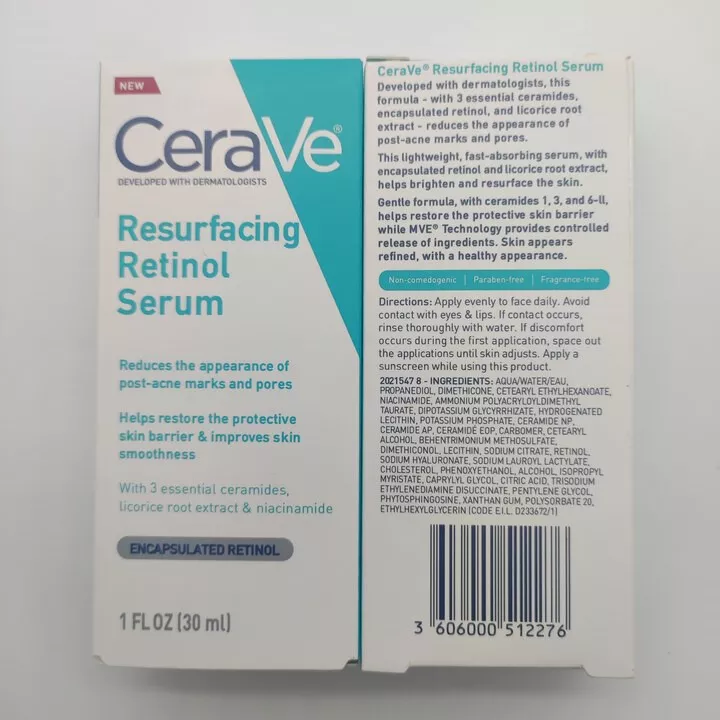 NEW
CeraVe®
DEVELOPED WITH DERMATOLOGISTS
Resurfacing
Retinol
Serum
Reduces the appearance of
post-acne marks and pores
Helps restore the protective
skin barrier & improves skin
smoothness
With 3 essential ceramides,
licorice root extract & niacinamide
ENCAPSULATED RETINOL
1 FL OZ (30 ml)
CeraVe® Resurfacing Retinol Serum
Developed with dermatologists, this
formula - with 3 essential ceramides,
encapsulated retinol, and licorice root
extract - reduces the appearance of
post-acne marks and pores.
This lightweight, fast-absorbing serum, with
encapsulated retinol and licorice root extract,
helps brighten and resurface the skin.
Gentle formula, with ceramides 1, 3, and 6-ll,
helps restore the protective skin barrier
while MVE® Technology provides controlled
release of ingredients. Skin appears
refined, with a healthy appearance.
Non-comedogenic | Paraben-free | Fragrance-free
Directions: Apply evenly to face daily. Avoid
contact with eyes & lips. If contact occurs,
rinse thoroughly with water. If discomfort
occurs during the first application, space out
the applications until skin adjusts. Apply a
sunscreen while using this product.
2021547 8 - INGREDIENTS: AQUA/WATER/EAU,
PROPANEDIOL, DIMETHICONE, CETEARYL ETHYLHEXANOATE,
NIACINAMIDE, AMMONIUM POLYACRYLOYLDIMETHYL
TAURATE, DIPOTASSIUM GLYCYRRHIZATE, HYDROGENATED
LECITHIN, POTASSIUM PHOSPHATE, CERAMIDE NP,
CERAMIDE AP, CERAMIDE EOP, CARBOMER, CETEARYL
ALCOHOL, BEHENTRIMONIUM METHOSULFATE,
DIMETHICONOL, LECITHIN, SODIUM CITRATE, RETINOL,
SODIUM HYALURONATE, SODIUM LAUROYL LACTYLATE,
CHOLESTEROL, PHENOXYETHANOL, ALCOHOL, ISOPROPYL
MYRISTATE, CAPRYLYL GLYCOL, CITRIC ACID, TRISODIUM
ETHYLENEDIAMINE DISUCCINATE, PENTYLENE GLYCOL,
PHYTOSPHINGOSINE, XANTHAN GUM, POLYSORBATE 20,
ETHYLHEXYLGLYCERIN (CODE F.I.L. D233672/1)
3 606000 512276